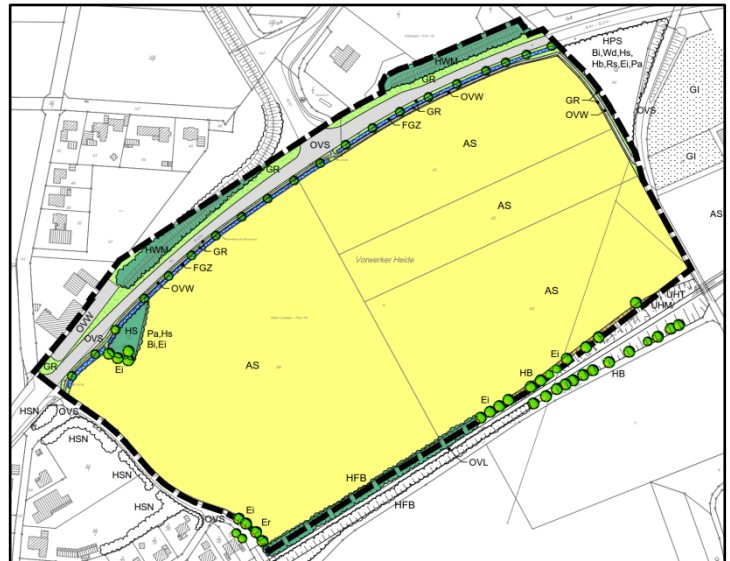 HPS
Bi,Wd,Hs,
Hb,Rs,Ei,Pa
HWM
GR
OVS
GI
OVW
GR
GR
OVW
FGZ
OVS
AS
GI
GR
AS
AS
HWM
GR
Vorwerker Heide
FGZ
OVW
AS
UHT
UHM
OVW
OVS
HS
Pa,Hs
Bi,Ei
Ei
GR
AS
Ei
HB
HB
Ei
HSN
OVS
HSN
HSN
OVL
HFB
HSN
HFB
Ei
OVS
Er